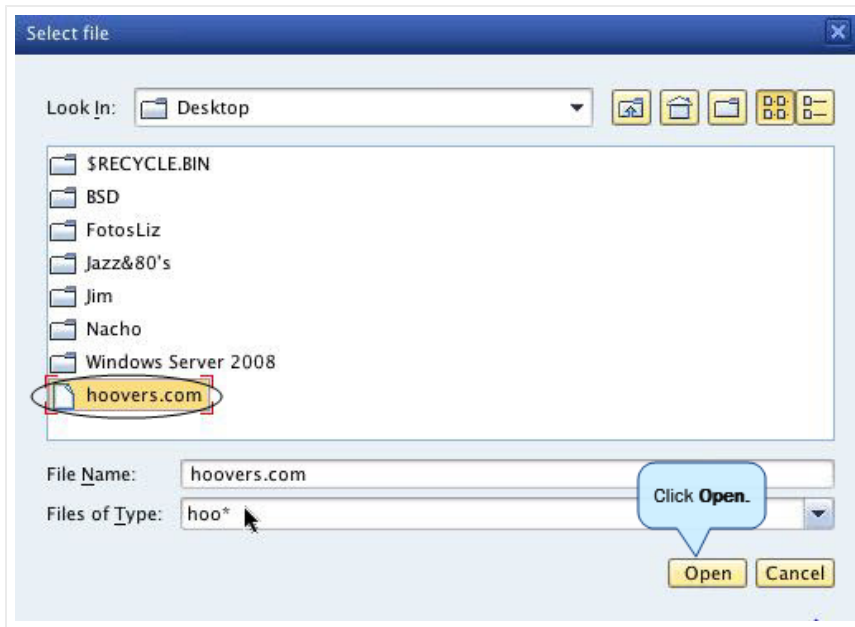 Select file
Look In: Desktop
$RECYCLE.BIN
BSD
FotosLiz
Jazz&80's
Jim
Nacho
Windows Server 2008
hoovers.com
File Name: hoovers.com
Files of Type: hoo*
Click Open.
Open Cancel